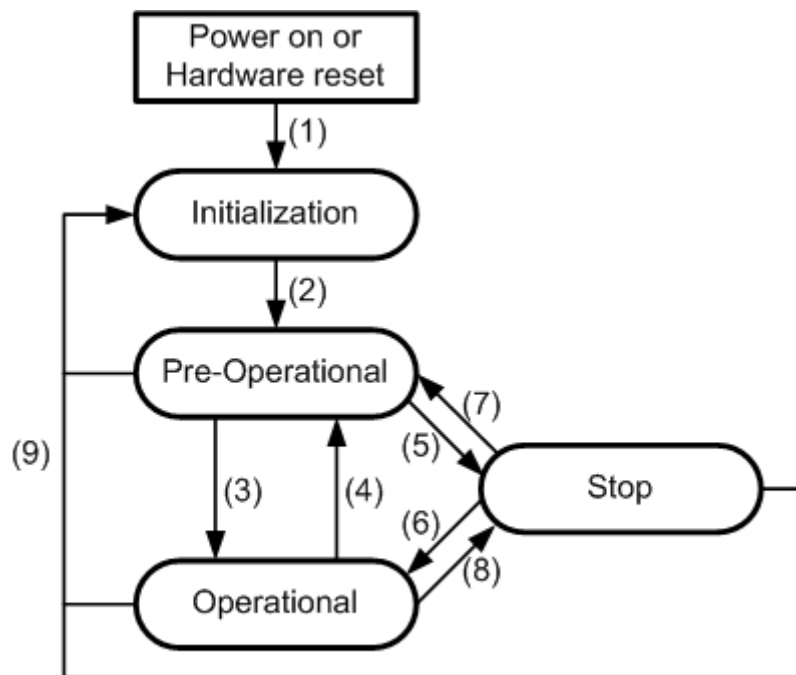 Power on or
Hardware reset
(1)
Initialization
(2)
Pre-Operational
(7)
(5)
(9)
(3)
(4)
(6)
Stop
(8)
Operational